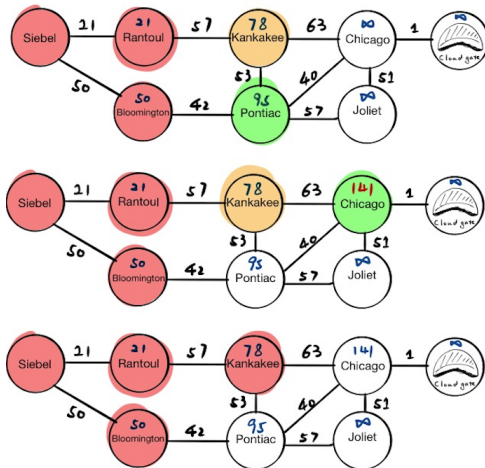 21 57 78 63 ∞ 1 ∞
Siebel Rantoul Kankakee Chicago Cloud gate
21
50 53 40 51
50 42 95 57 ∞
Bloomington Pontiac Joliet
21 57 78 63 141 1 ∞
Siebel Rantoul Kankakee Chicago Cloud gate
21
50 53 40 51
50 42 95 57 ∞
Bloomington Pontiac Joliet
21 57 78 63 141 1 ∞
Siebel Rantoul Kankakee Chicago Cloud gate
21
50 53 40 51
50 42 95 57 ∞
Bloomington Pontiac Joliet